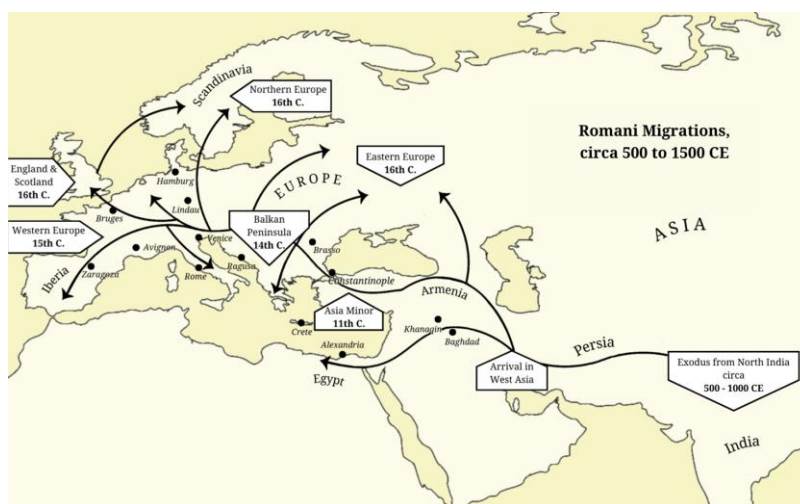 Romani Migrations,
circa 500 to 1500 CE
Scandinavia
Northern Europe
16th C.
England &
Scotland
16th C.
Hamburg
EUROPE
Eastern Europe
16th C.
Lindau
Bruges
Western Europe
15th C.
Balkan
Peninsula
14th C.
Venice
Avignon
Brasso
ASIA
Iberia
Zaragnza
Rome
Ragusa
Constantinople
Armenia
Asia Minor
11th C.
Crete
Khanagin
Baghdad
Alexandria
Egypt
Arrival in
West Asia
Persia
Exodus from North India
circa
500 - 1000 CE
India